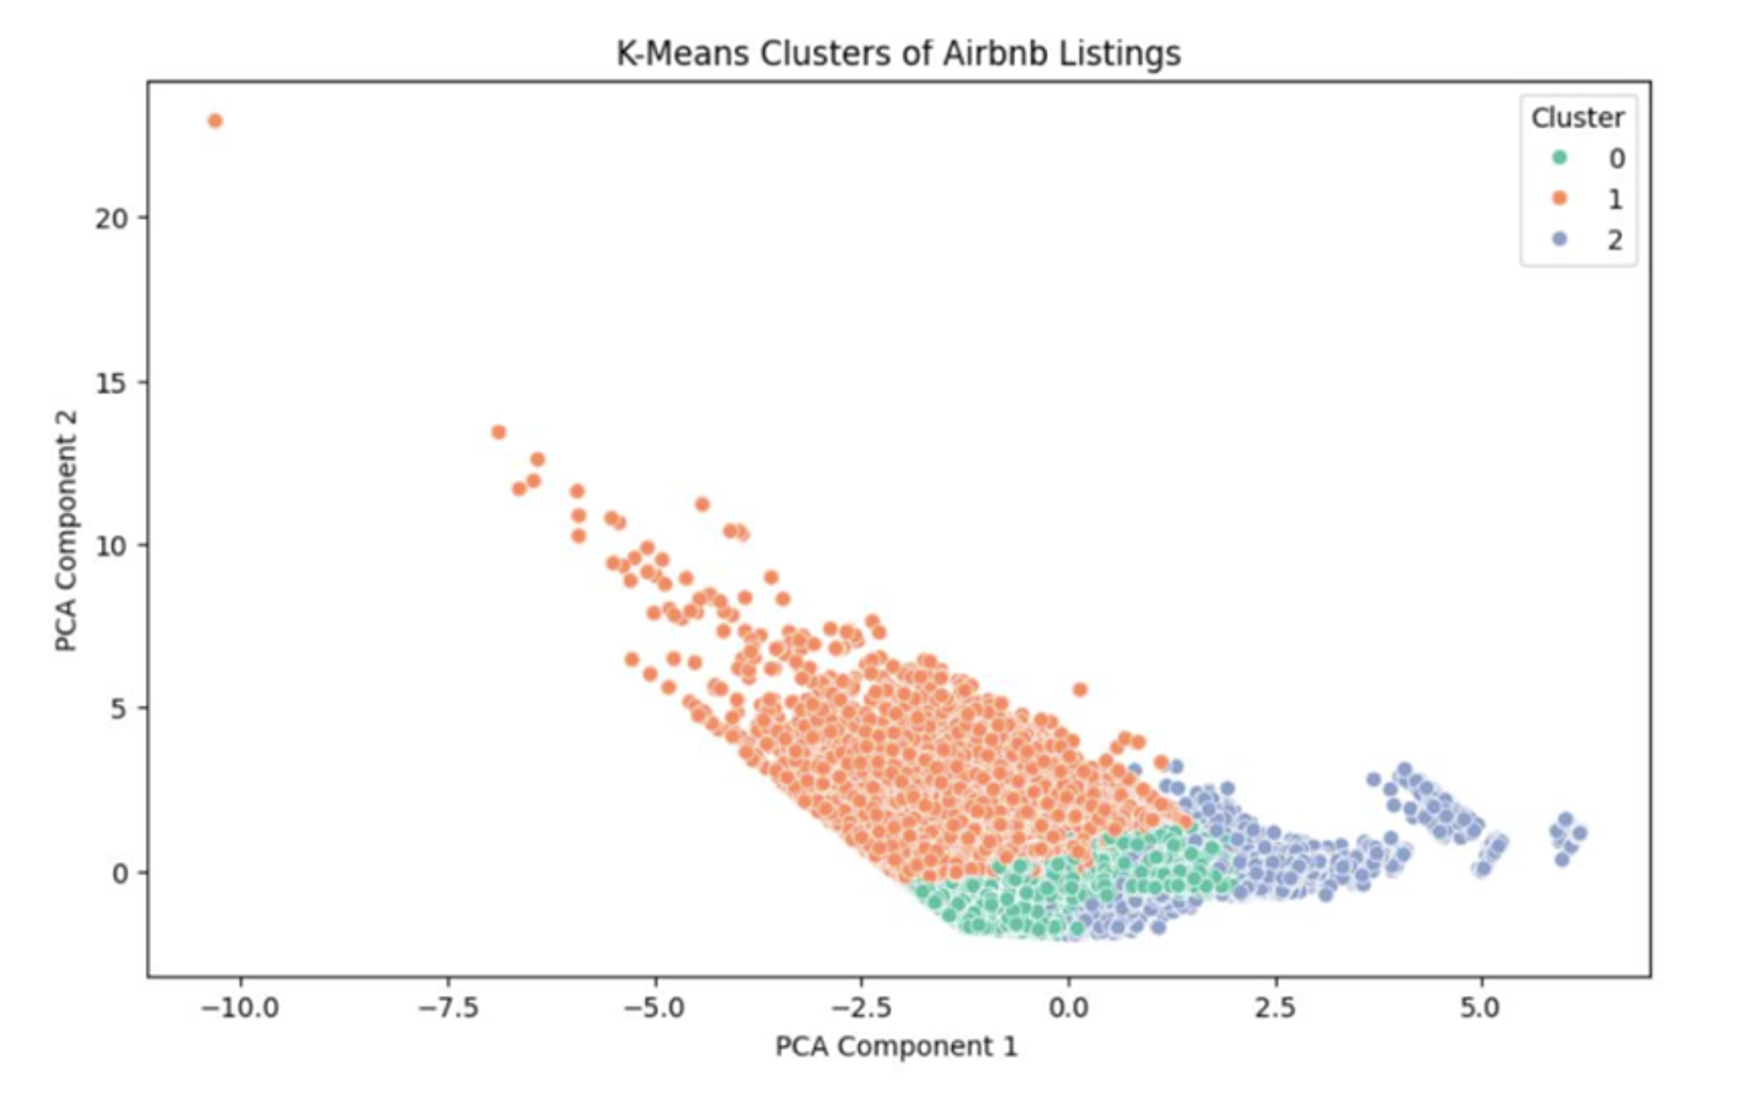 K-Means Clusters of Airbnb Listings
Cluster
0
1
2
PCA Component 2
20
15
10
5
0
−10.0 −7.5 −5.0 −2.5 0.0 2.5 5.0
PCA Component 1